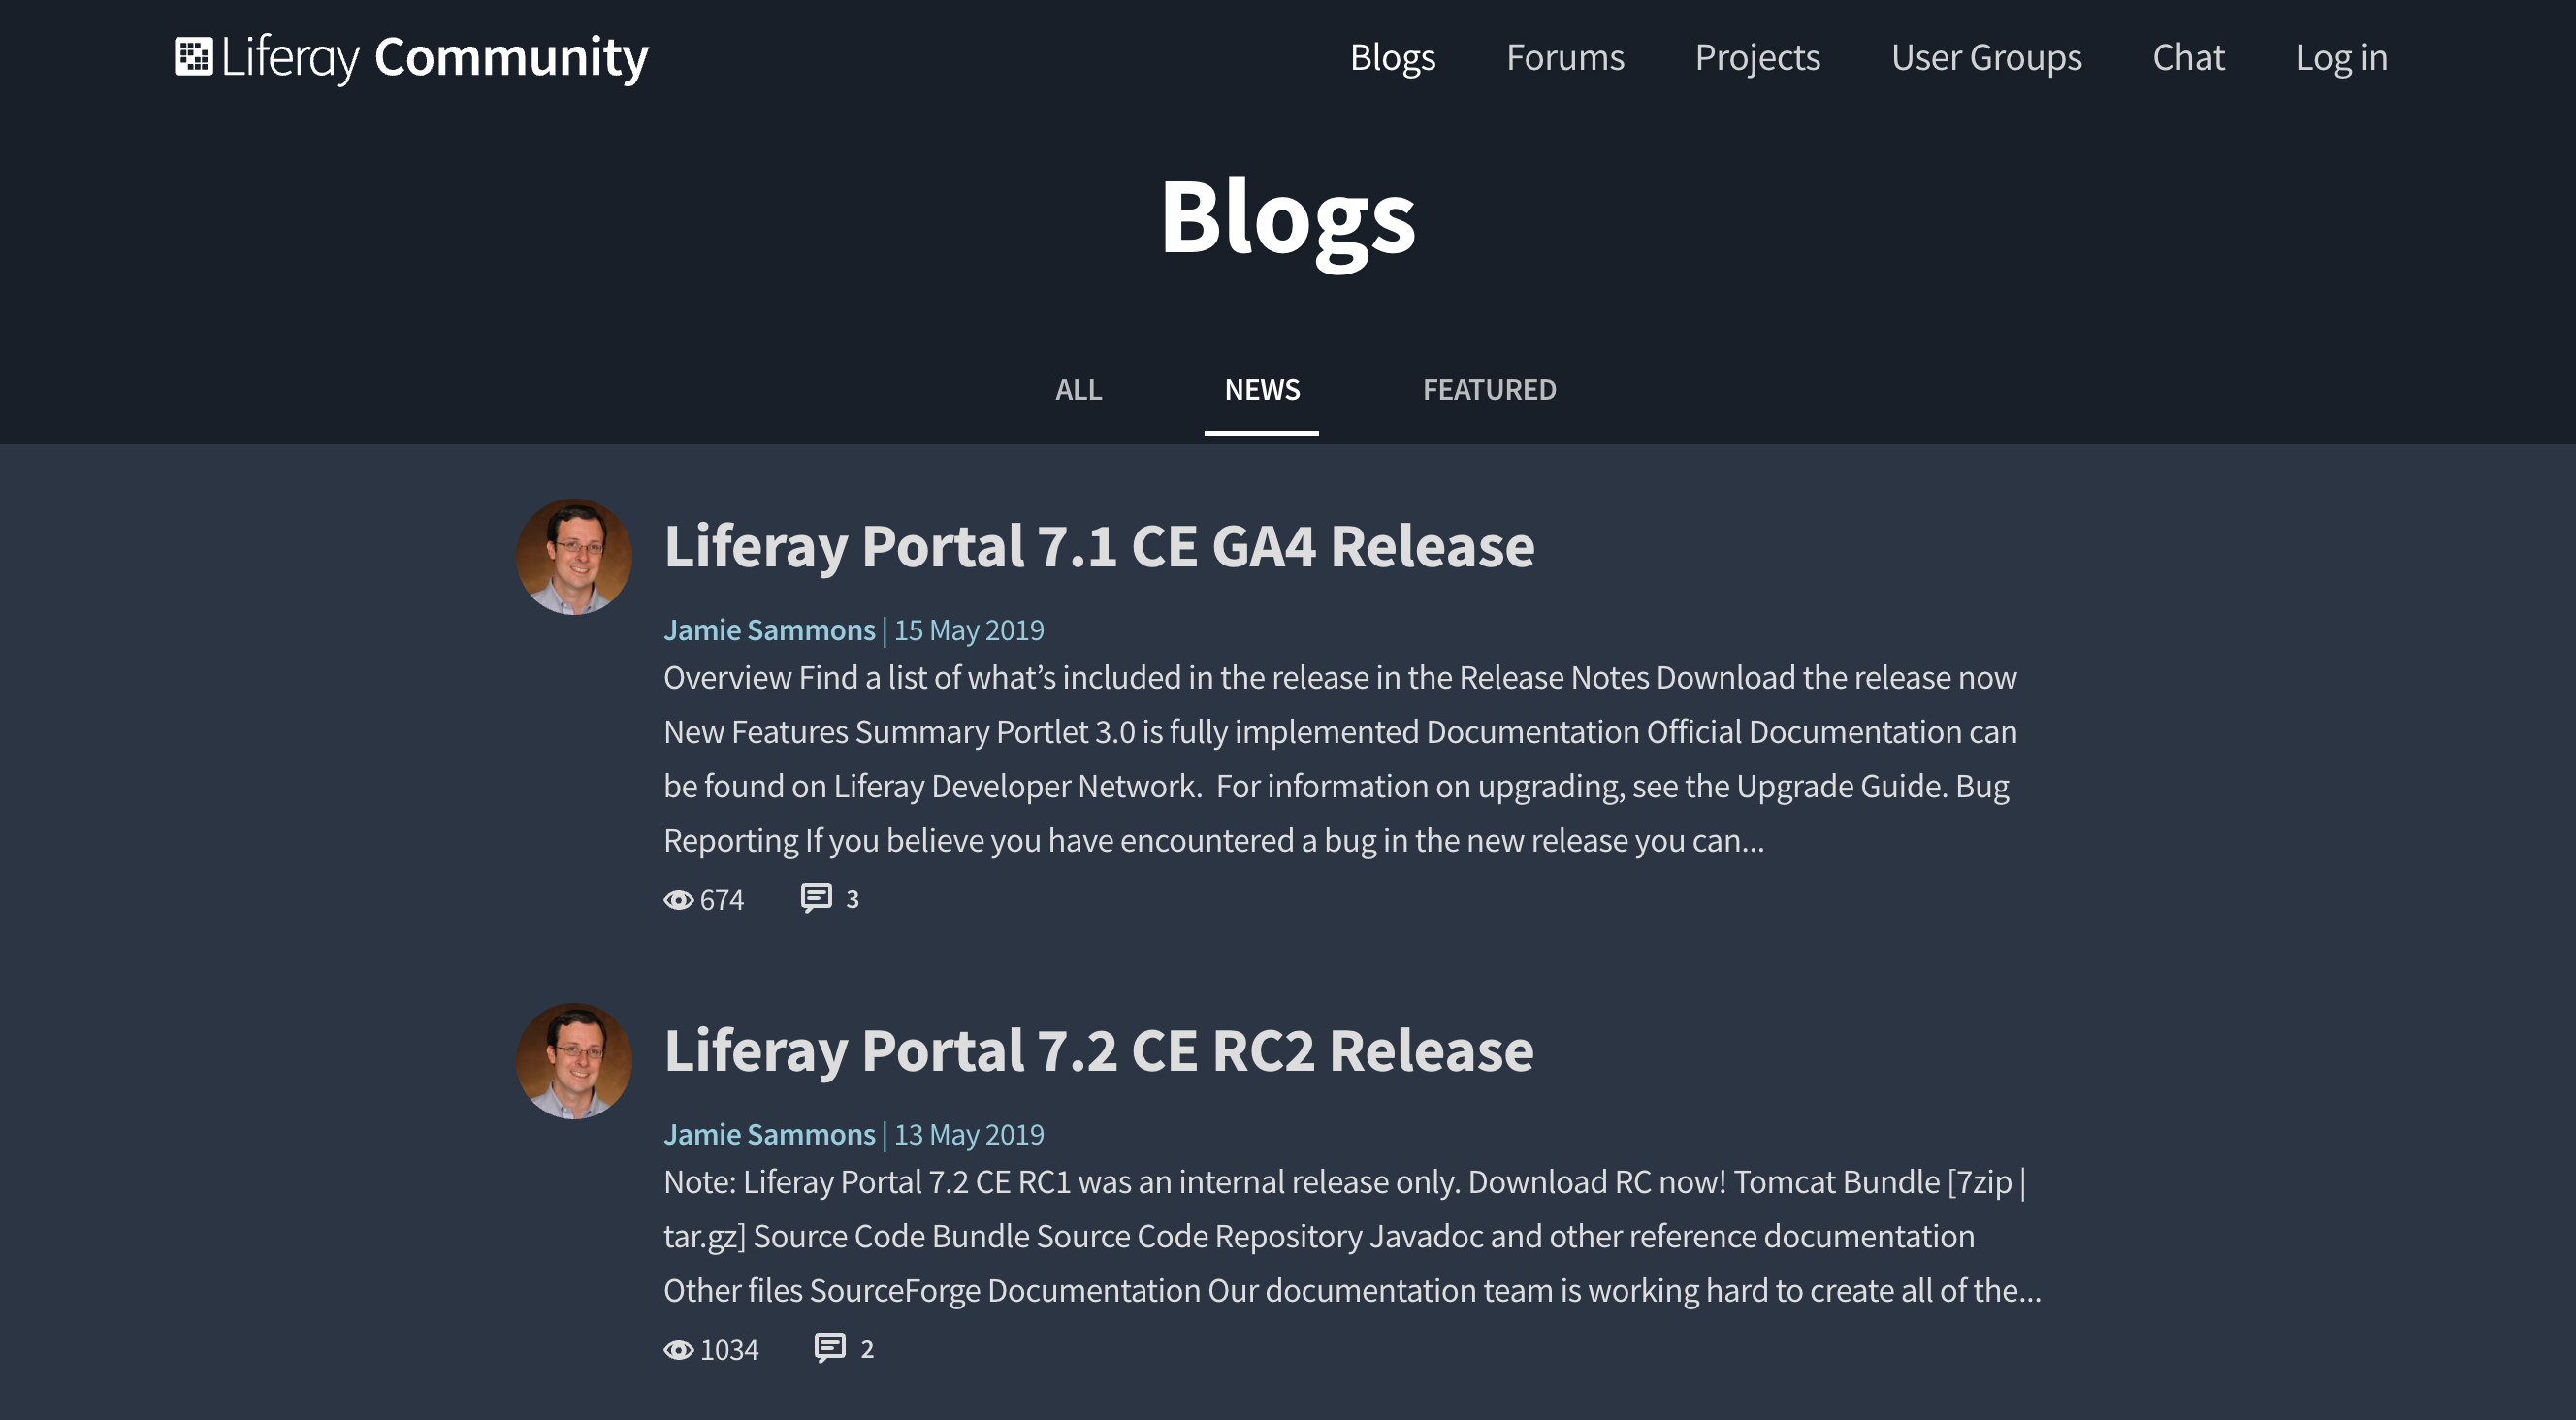 Liferay Community
Blogs Forums Projects User Groups Chat Log in
Blogs
ALL NEWS FEATURED
Liferay Portal 7.1 CE GA4 Release
Jamie Sammons | 15 May 2019
Overview Find a list of what’s included in the release in the Release Notes Download the release now
New Features Summary Portlet 3.0 is fully implemented Documentation Official Documentation can
be found on Liferay Developer Network.  For information on upgrading, see the Upgrade Guide. Bug
Reporting If you believe you have encountered a bug in the new release you can...
674 3
Liferay Portal 7.2 CE RC2 Release
Jamie Sammons | 13 May 2019
Note: Liferay Portal 7.2 CE RC1 was an internal release only. Download RC now! Tomcat Bundle [7zip |
tar.gz] Source Code Bundle Source Code Repository Javadoc and other reference documentation
Other files SourceForge Documentation Our documentation team is working hard to create all of the...
1034 2